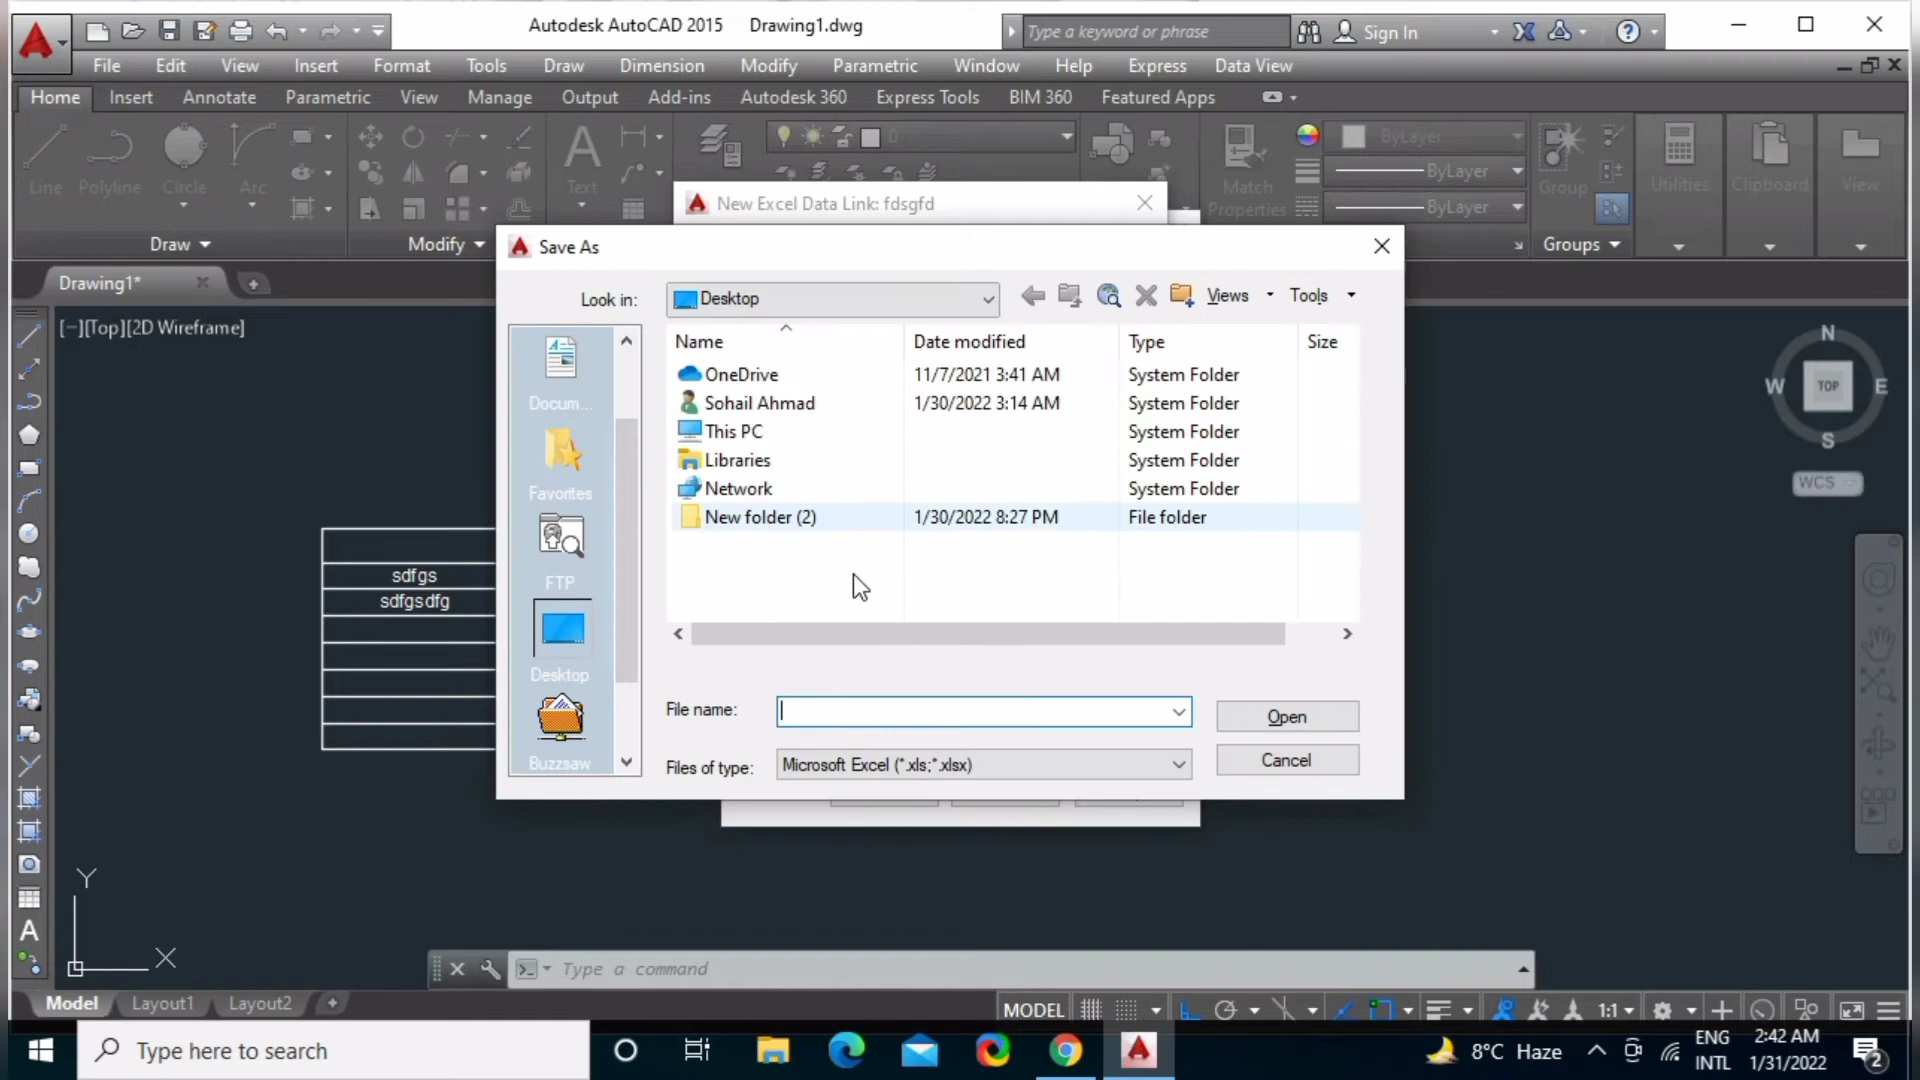 Autodesk AutoCAD 2015 Drawing1.dwg
Type a keyword or phrase
Sign In
File Edit View Insert Format Tools Draw Dimension Modify Parametric Window Help Express Data View
Home Insert Annotate Parametric View Manage Output Add-ins Autodesk 360 Express Tools BIM 360 Featured Apps
0
ByLayer
Line Polyline Circle Arc
Text
Match
Properties
ByLayer
ByLayer
Group
Utilities
Clipboard
View
Draw
Modify
Groups
New Excel Data Link: fdsgfd
Save As
Drawing1*
[−][Top][2D Wireframe]
Look in: Desktop Views Tools
Name Date modified Type Size
OneDrive 11/7/2021 3:41 AM System Folder
Sohail Ahmad 1/30/2022 3:14 AM System Folder
This PC System Folder
Libraries System Folder
Network System Folder
New folder (2) 1/30/2022 8:27 PM File folder
Docum...
Favorites
FTP
Desktop
Buzzsaw
File name:
Open
Files of type: Microsoft Excel (*.xls;*.xlsx)
Cancel
N
W TOP E
S
WCS
sdfgs
sdfgsdfg
Y
X
Type a command
Model Layout1 Layout2
MODEL 1:1
Type here to search
8°C Haze
ENG
INTL
2:42 AM
1/31/2022
2